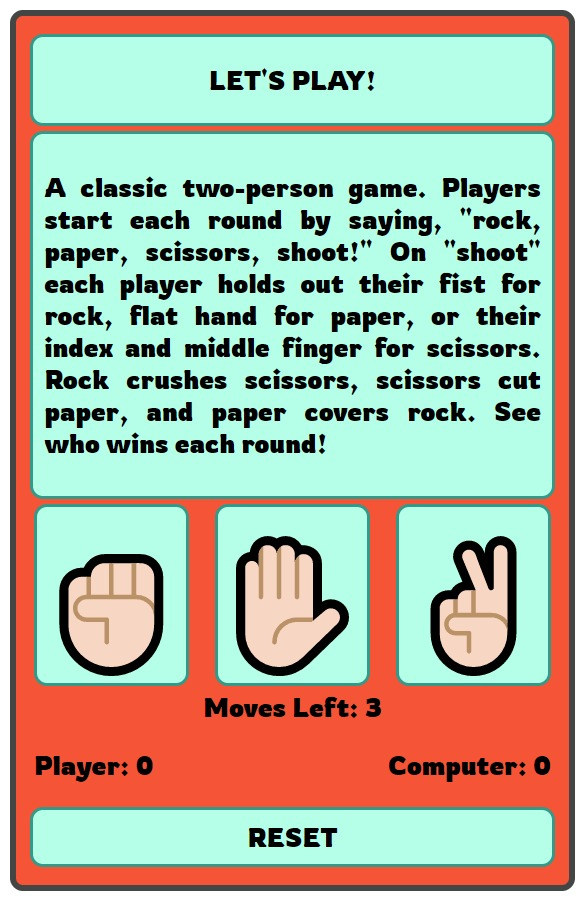 LET'S PLAY!
A classic two-person game. Players
start each round by saying, "rock,
paper, scissors, shoot!" On "shoot"
each player holds out their fist for
rock, flat hand for paper, or their
index and middle finger for scissors.
Rock crushes scissors, scissors cut
paper, and paper covers rock. See
who wins each round!
Moves Left: 3
Player: 0
Computer: 0
RESET